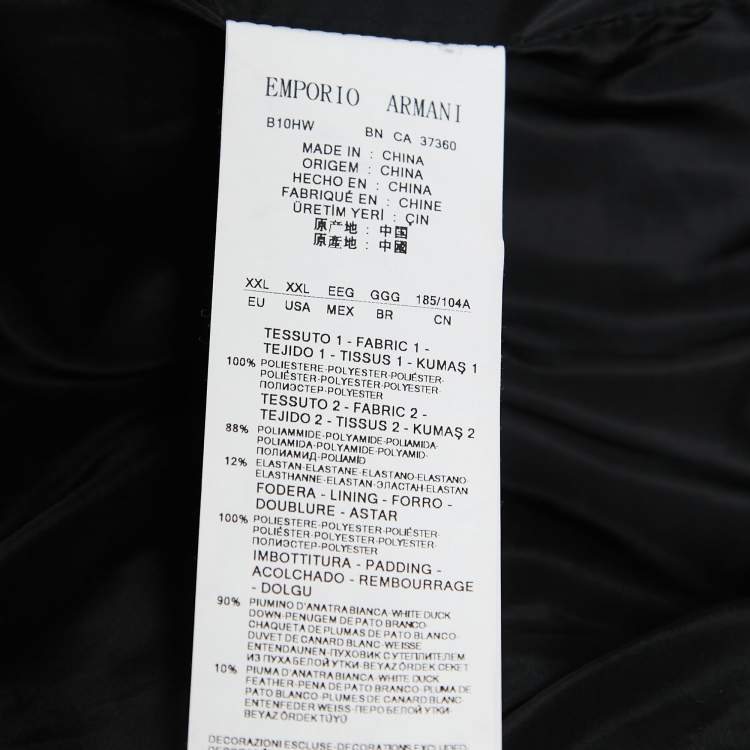 EMPORIO ARMANI
B10HW BN CA 37360
MADE IN : CHINA
ORIGEM : CHINA
HECHO EN : CHINA
FABRIQUÉ EN : CHINE
ÜRETİM YERİ : ÇIN
原产地 : 中国
原產地 : 中國
XXL XXL EEG GGG 185/104A
EU USA MEX BR CN
TESSUTO 1 - FABRIC 1 -
TEJIDO 1 - TISSUS 1 - KUMAŞ 1
100% POLIESTERE-POLYESTER-POLIÉSTER-
POLIÉSTER-POLYESTER-POLYESTER-
ПОЛИЭСТЕР-POLYESTER
TESSUTO 2 - FABRIC 2 -
TEJIDO 2 - TISSUS 2 - KUMAŞ 2
88% POLIAMMIDE-POLYAMIDE-POLIAMIDA-
POLIAMIDA-POLYAMIDE-POLYAMID-
ПОЛИАМИД-POLIAMİD
12% ELASTAN-ELASTANE-ELASTANO-ELASTANO-
ELASTHANNE-ELASTAN-ЭЛАСТАН-ELASTAN
FODERA - LINING - FORRO -
DOUBLURE - ASTAR
100% POLIESTERE-POLYESTER-POLIÉSTER-
POLIÉSTER-POLYESTER-POLYESTER-
ПОЛИЭСТЕР-POLYESTER
IMBOTTITURA - PADDING -
ACOLCHADO - REMBOURRAGE
- DOLGU
90% PIUMINO D'ANATRA BIANCA-WHITE DUCK
DOWN-PENUGEM DE PATO BRANCO-
CHAQUETA DE PLUMAS DE PATO BLANCO-
DUVET DE CANARD BLANC-WEISSE
ENTENDAUNEN-ПУХОВИК С УТЕПЛИТЕЛЕМ
ИЗ ПУХА БЕЛОЙ УТКИ-BEYAZ ÖRDEK CEKET
10% PIUMA D'ANATRA BIANCA-WHITE DUCK
FEATHER-PENA DE PATO BRANCO-PLUMA DE
PATO BLANCO-PLUMES DE CANARD BLANC-
ENTENFEDER WEISS-ПЕРО БЕЛОЙ УТКИ-
BEYAZ ÖRDEK TÜYÜ
DECORAZIONI ESCLUSE-DECORATIONS EXCLUDED-